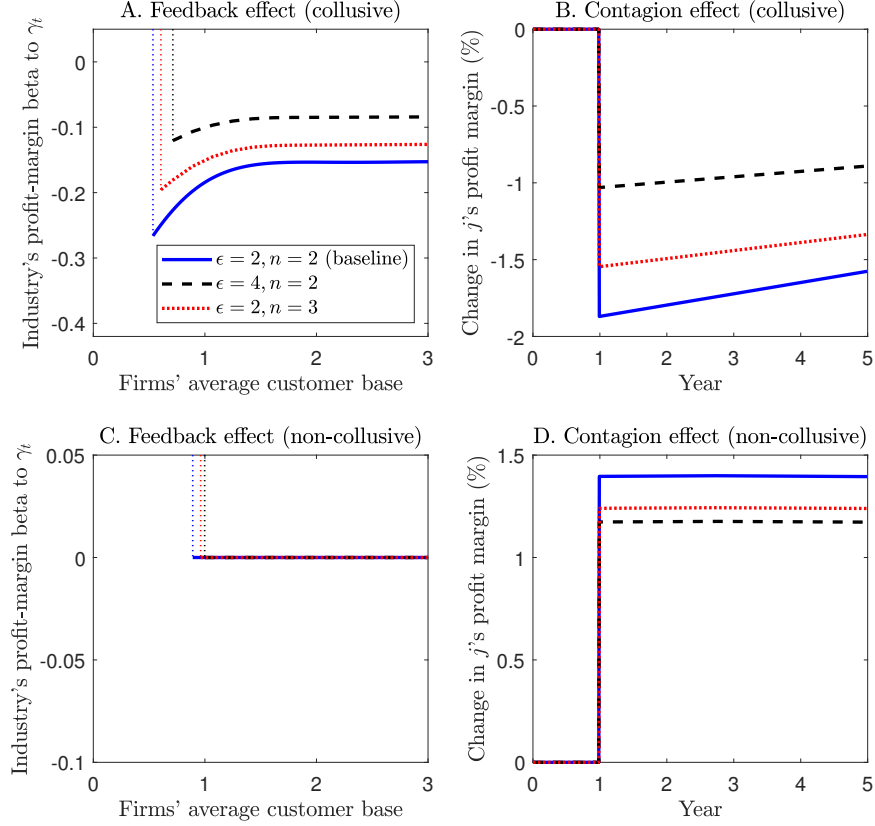 A. Feedback effect (collusive)
Industry's profit-margin beta to γt
0
-0.1
-0.2
-0.3
-0.4
0
1
2
3
Firms' average customer base
ϵ = 2, n = 2 (baseline)
ϵ = 4, n = 2
ϵ = 2, n = 3
B. Contagion effect (collusive)
Change in j's profit margin (%)
0
-0.5
-1
-1.5
-2
0
1
2
3
4
5
Year
C. Feedback effect (non-collusive)
Industry's profit-margin beta to γt
0.05
0
-0.05
-0.1
0
1
2
3
Firms' average customer base
D. Contagion effect (non-collusive)
Change in j's profit margin (%)
1.5
1
0.5
0
0
1
2
3
4
5
Year